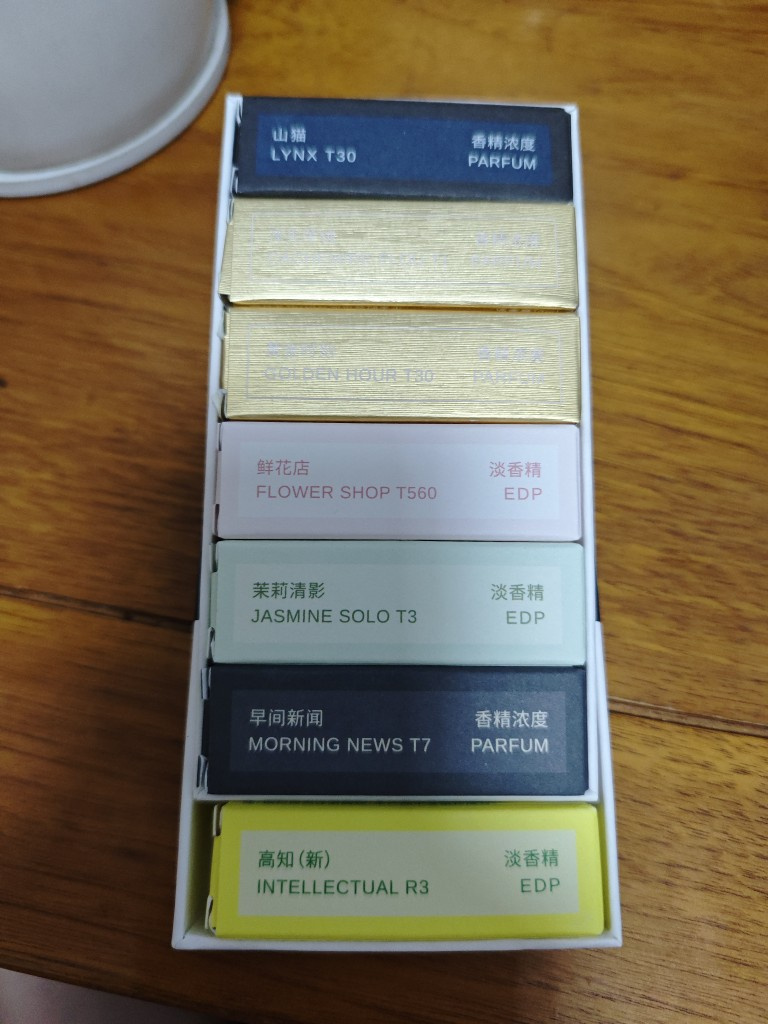 山猫
LYNX T30
香精浓度
PARFUM
GOLDEN HOUR T30
PARFUM
鲜花店
FLOWER SHOP T560
淡香精
EDP
茉莉清影
JASMINE SOLO T3
淡香精
EDP
早间新闻
MORNING NEWS T7
香精浓度
PARFUM
高知(新)
INTELLECTUAL R3
淡香精
EDP